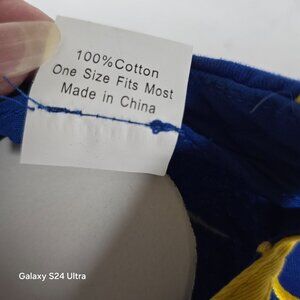 100%Cotton
One Size Fits Most
Made in China
Galaxy S24 Ultra